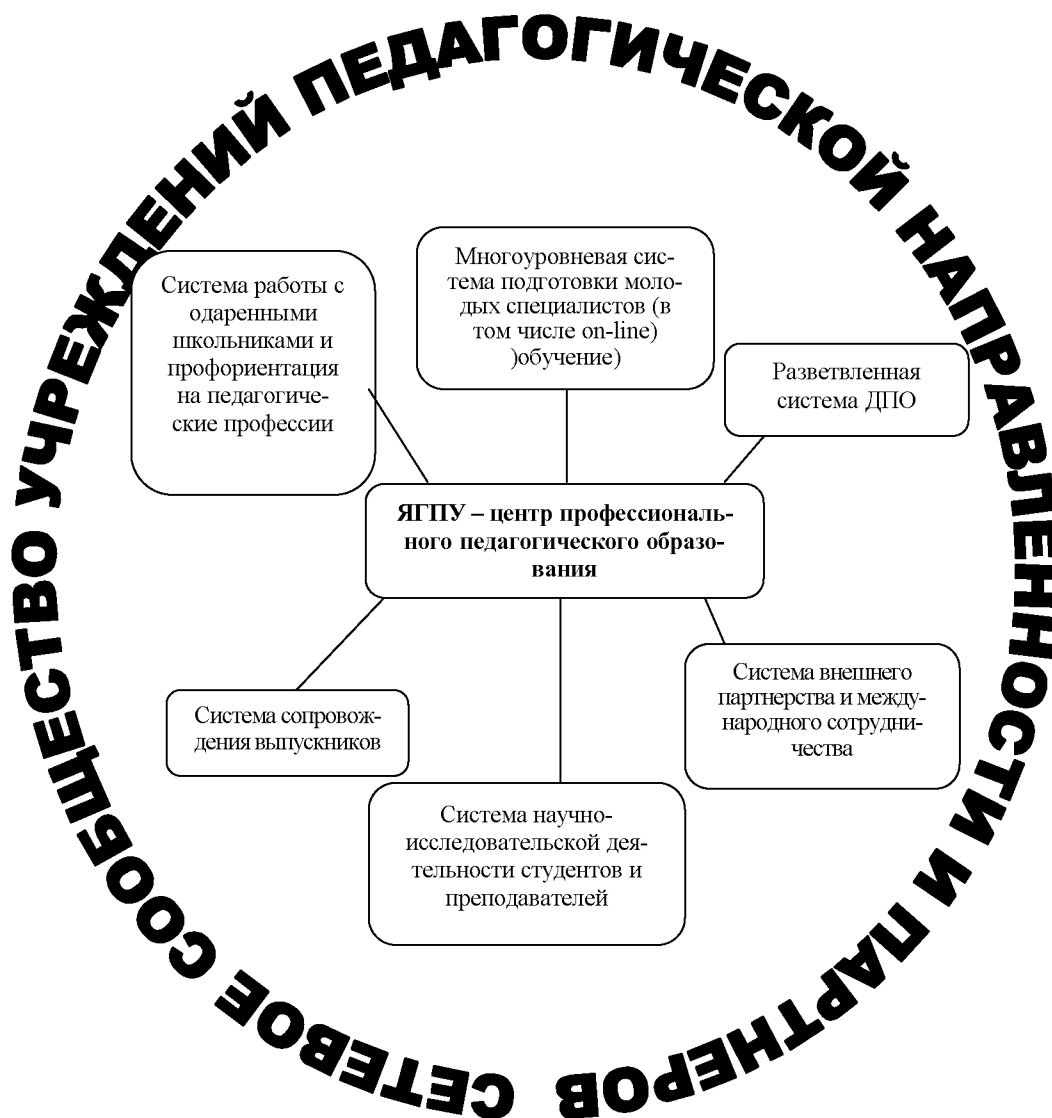 СЕТЕВОЕ СООБЩЕСТВО УЧРЕЖДЕНИЙ ПЕДАГОГИЧЕСКОЙ НАПРАВЛЕННОСТИ И ПАРТНЕРОВ
Система работы с
одаренными
школьниками и
профориентация
на педагогиче-
ские профессии
Многоуровневая сис-
тема подготовки моло-
дых специалистов (в
том числе on-line)
)обучение)
Разветвленная
система ДПО
ЯГПУ – центр профессиональ-
ного педагогического образо-
вания
Система сопровож-
дения выпускников
Система научно-
исследовательской дея-
тельности студентов и
преподавателей
Система внешнего
партнерства и между-
народного сотрудни-
чества